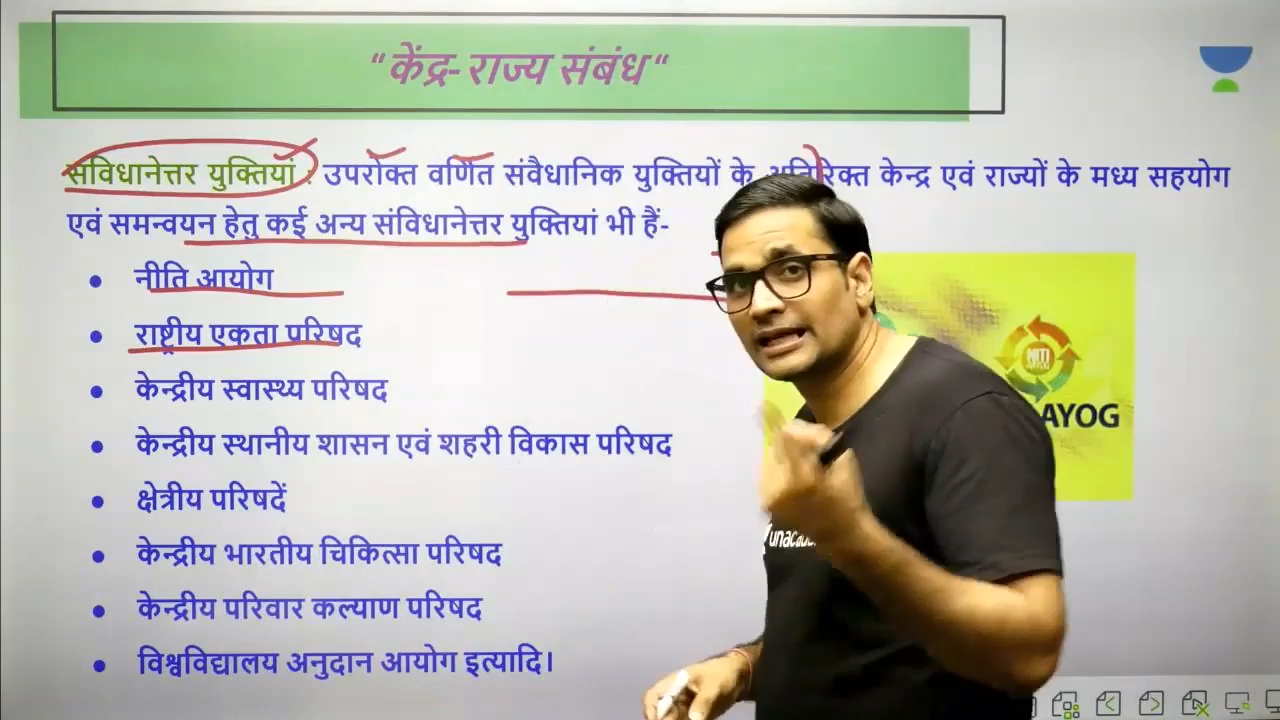 “केंद्र- राज्य संबंध“
संविधानेत्तर युक्तियां : उपरोक्त वर्णित संवैधानिक युक्तियों के अतिरिक्त केन्द्र एवं राज्यों के मध्य सहयोग
एवं समन्वयन हेतु कई अन्य संविधानेत्तर युक्तियां भी हैं-
नीति आयोग
राष्ट्रीय एकता परिषद
केन्द्रीय स्वास्थ्य परिषद
केन्द्रीय स्थानीय शासन एवं शहरी विकास परिषद
क्षेत्रीय परिषदें
केन्द्रीय भारतीय चिकित्सा परिषद
केन्द्रीय परिवार कल्याण परिषद
विश्वविद्यालय अनुदान आयोग इत्यादि।
NITI
AYOG